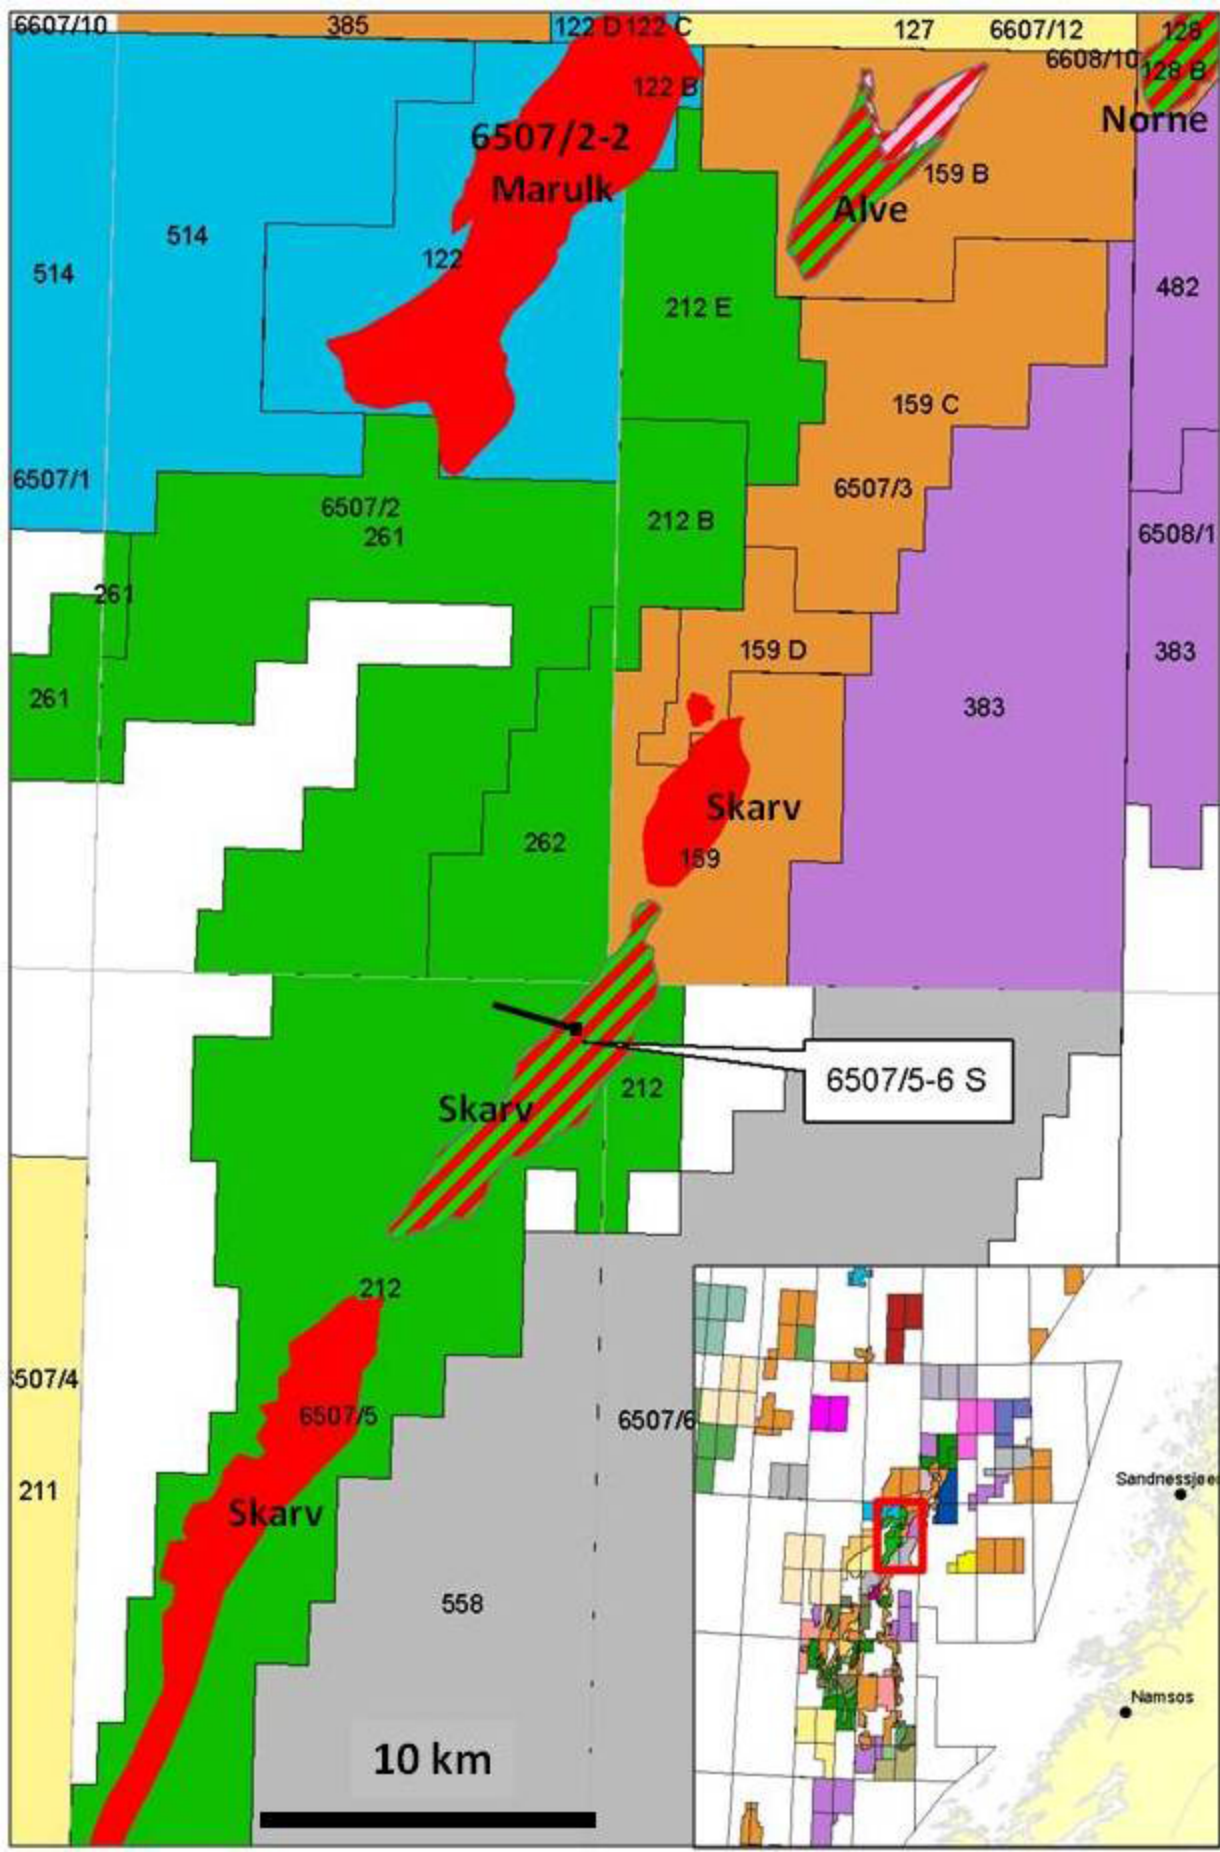 6607/10
385
122 D
122 C
127
6607/12
128
6608/10
128 B
122 B
Norne
6507/2-2
Marulk
159 B
Alve
514
514
122
482
212 E
159 C
6507/1
6507/2
261
212 B
6507/3
6508/1
261
159 D
383
261
383
Skarv
262
159
6507/5-6 S
212
Skarv
212
6507/4
6507/5
6507/6
211
Skarv
558
10 km
Sandnessjøen
Namsos